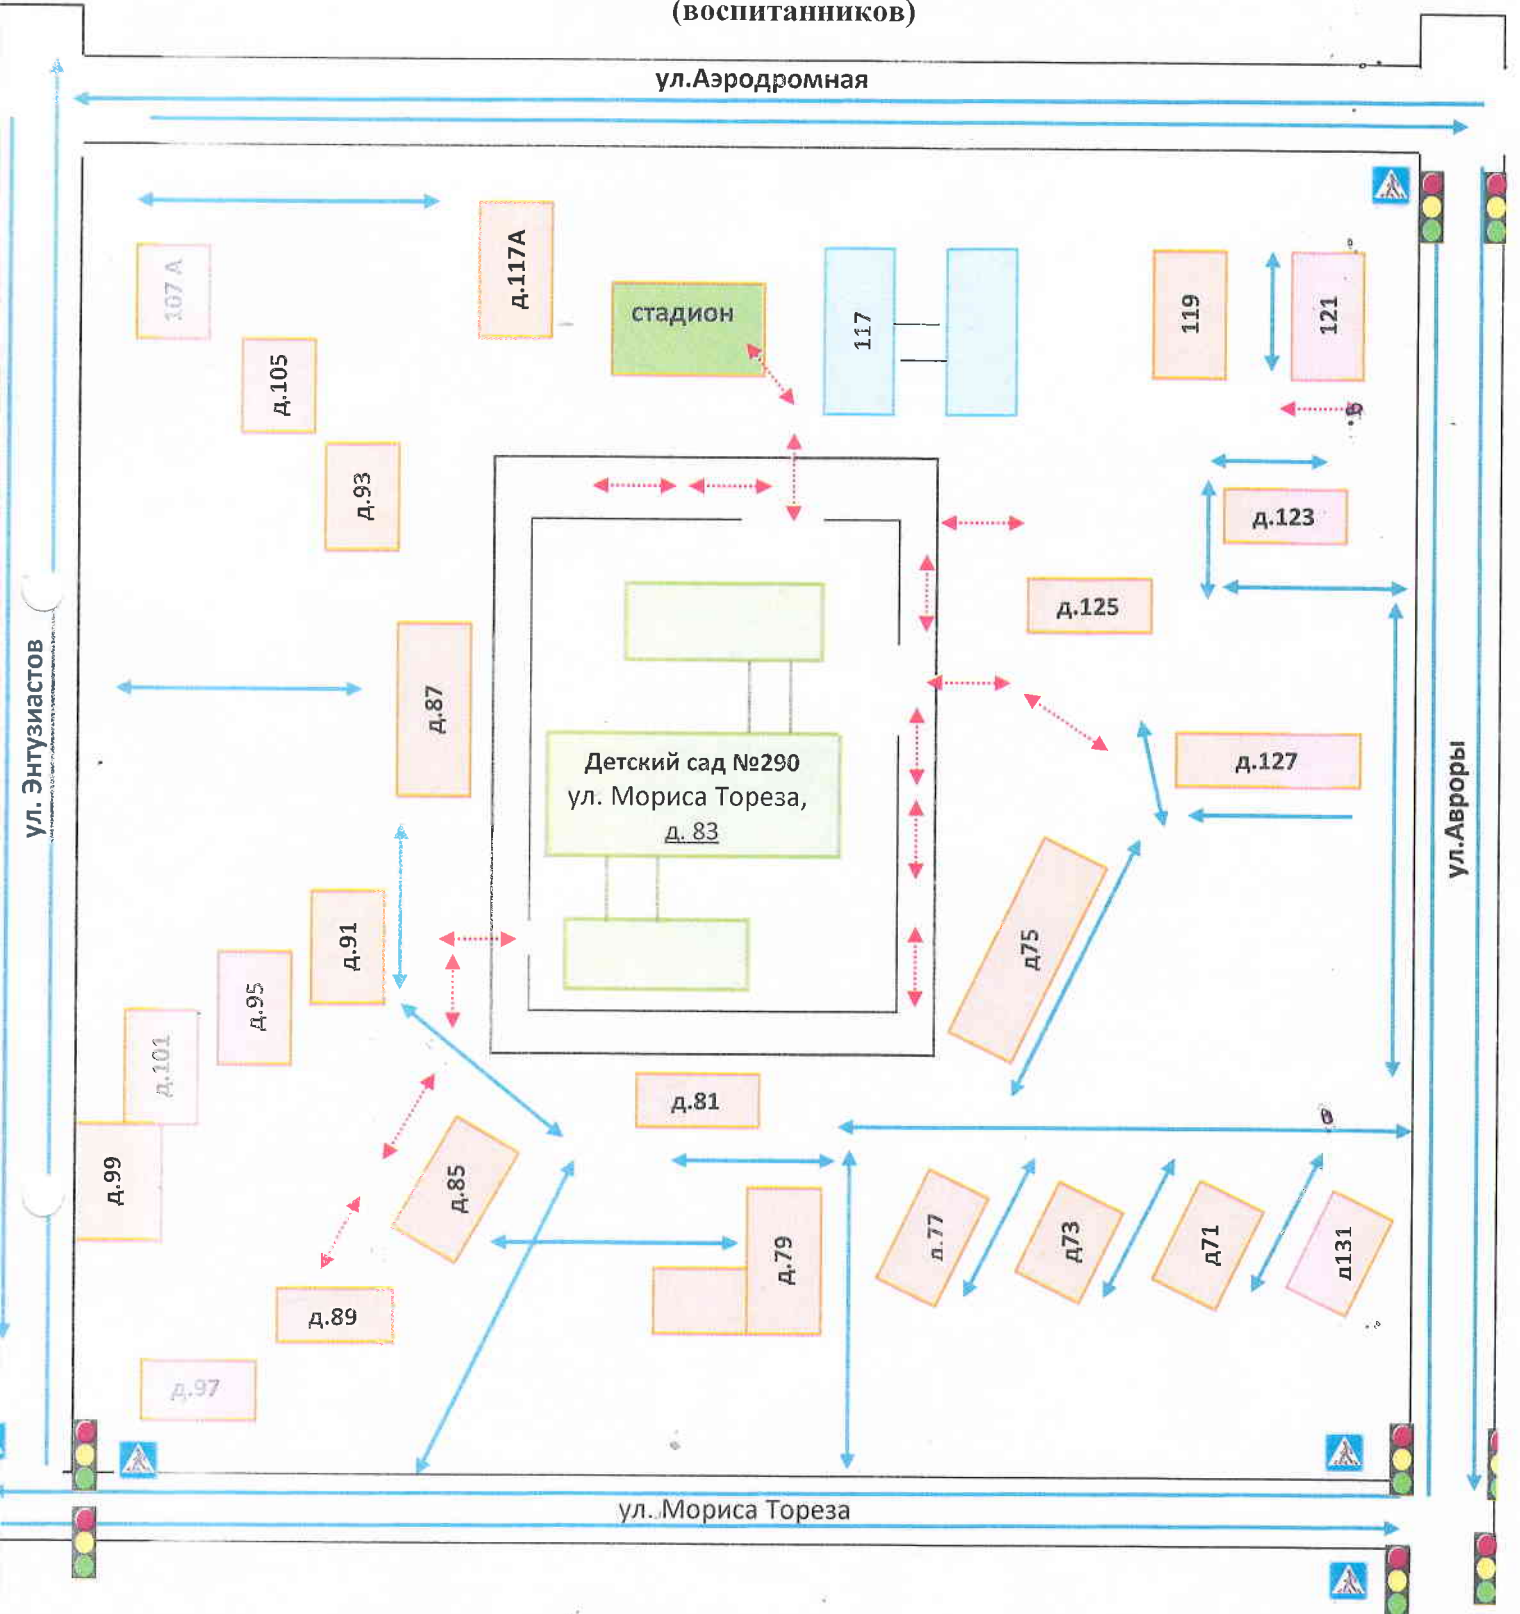 (воспитанников)
ул.Аэродромная
107 А
д.117А
стадион
117
119
121
д.105
д.93
д.123
д.125
ул. Энтузиастов
д.87
Детский сад №290
ул. Мориса Тореза,
д. 83
д.127
ул.Авроры
д.91
д75
д.95
д.101
д.81
д.99
д.85
д.79
д.77
д73
д71
д131
д.89
д.97
ул. Мориса Тореза